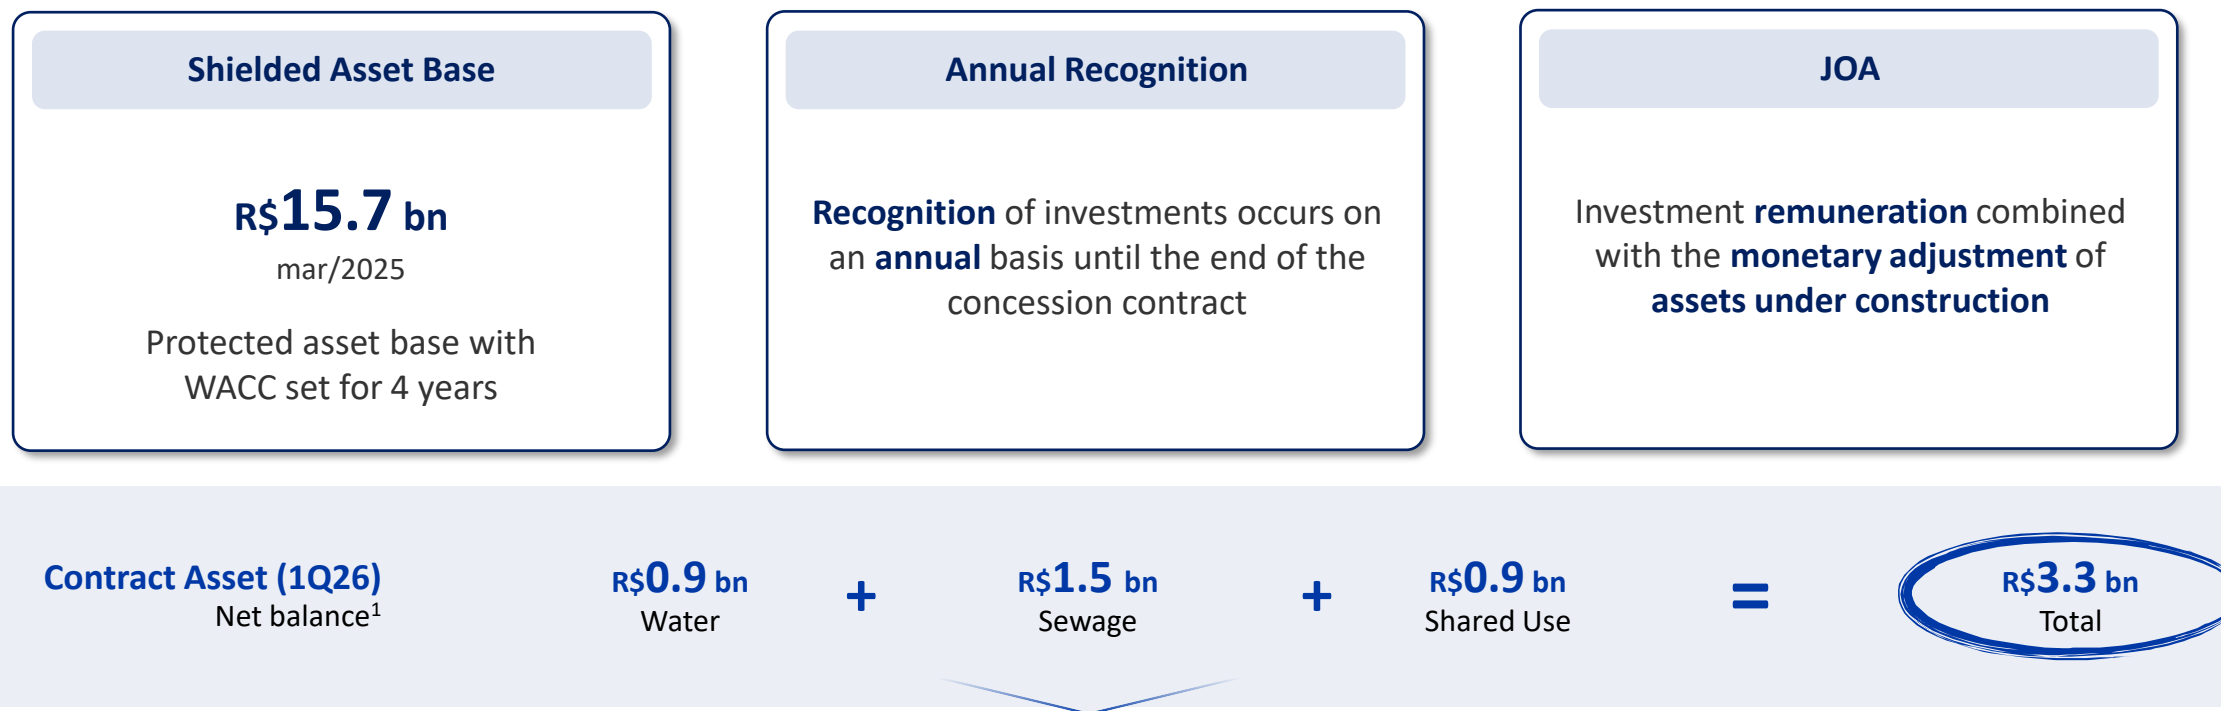 Shielded Asset Base
R$15.7 bn
mar/2025
Protected asset base with
WACC set for 4 years
Annual Recognition
Recognition of investments occurs on
an annual basis until the end of the
concession contract
JOA
Investment remuneration combined
with the monetary adjustment of
assets under construction
Contract Asset (1Q26)
Net balance¹
R$0.9 bn
Water
+
R$1.5 bn
Sewage
+
R$0.9 bn
Shared Use
=
R$3.3 bn
Total